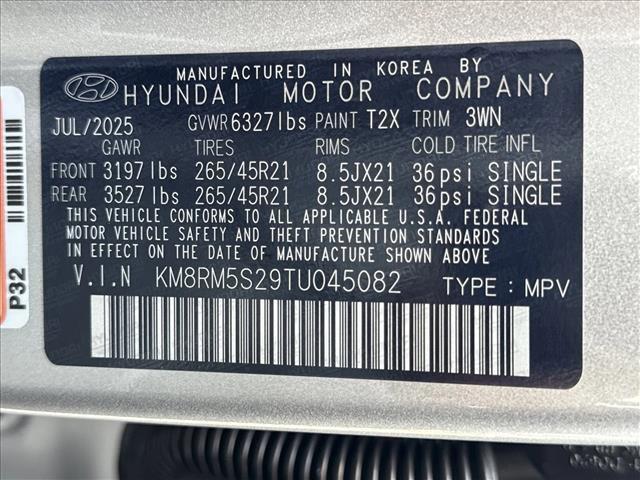 MANUFACTURED IN KOREA BY
HYUNDAI MOTOR COMPANY
JUL/2025 GVWR 6327 lbs PAINT T2X TRIM 3WN
GAWR TIRES RIMS COLD TIRE INFL
FRONT 3197 lbs 265/45R21 8.5JX21 36psi SINGLE
REAR 3527 lbs 265/45R21 8.5JX21 36psi SINGLE
THIS VEHICLE CONFORMS TO ALL APPLICABLE U.S.A. FEDERAL
MOTOR VEHICLE SAFETY AND THEFT PREVENTION STANDARDS
IN EFFECT ON THE DATE OF MANUFACTURE SHOWN ABOVE
V.I.N KM8RM5S29TU045082 TYPE : MPV
P32